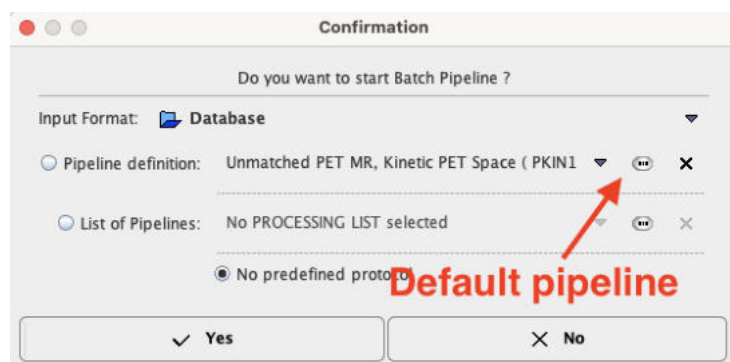 Confirmation
Do you want to start Batch Pipeline ?
Input Format: Database
Pipeline definition: Unmatched PET MR, Kinetic PET Space ( PKIN1
List of Pipelines: No PROCESSING LIST selected
No predefined protocol
Default pipeline
Yes No